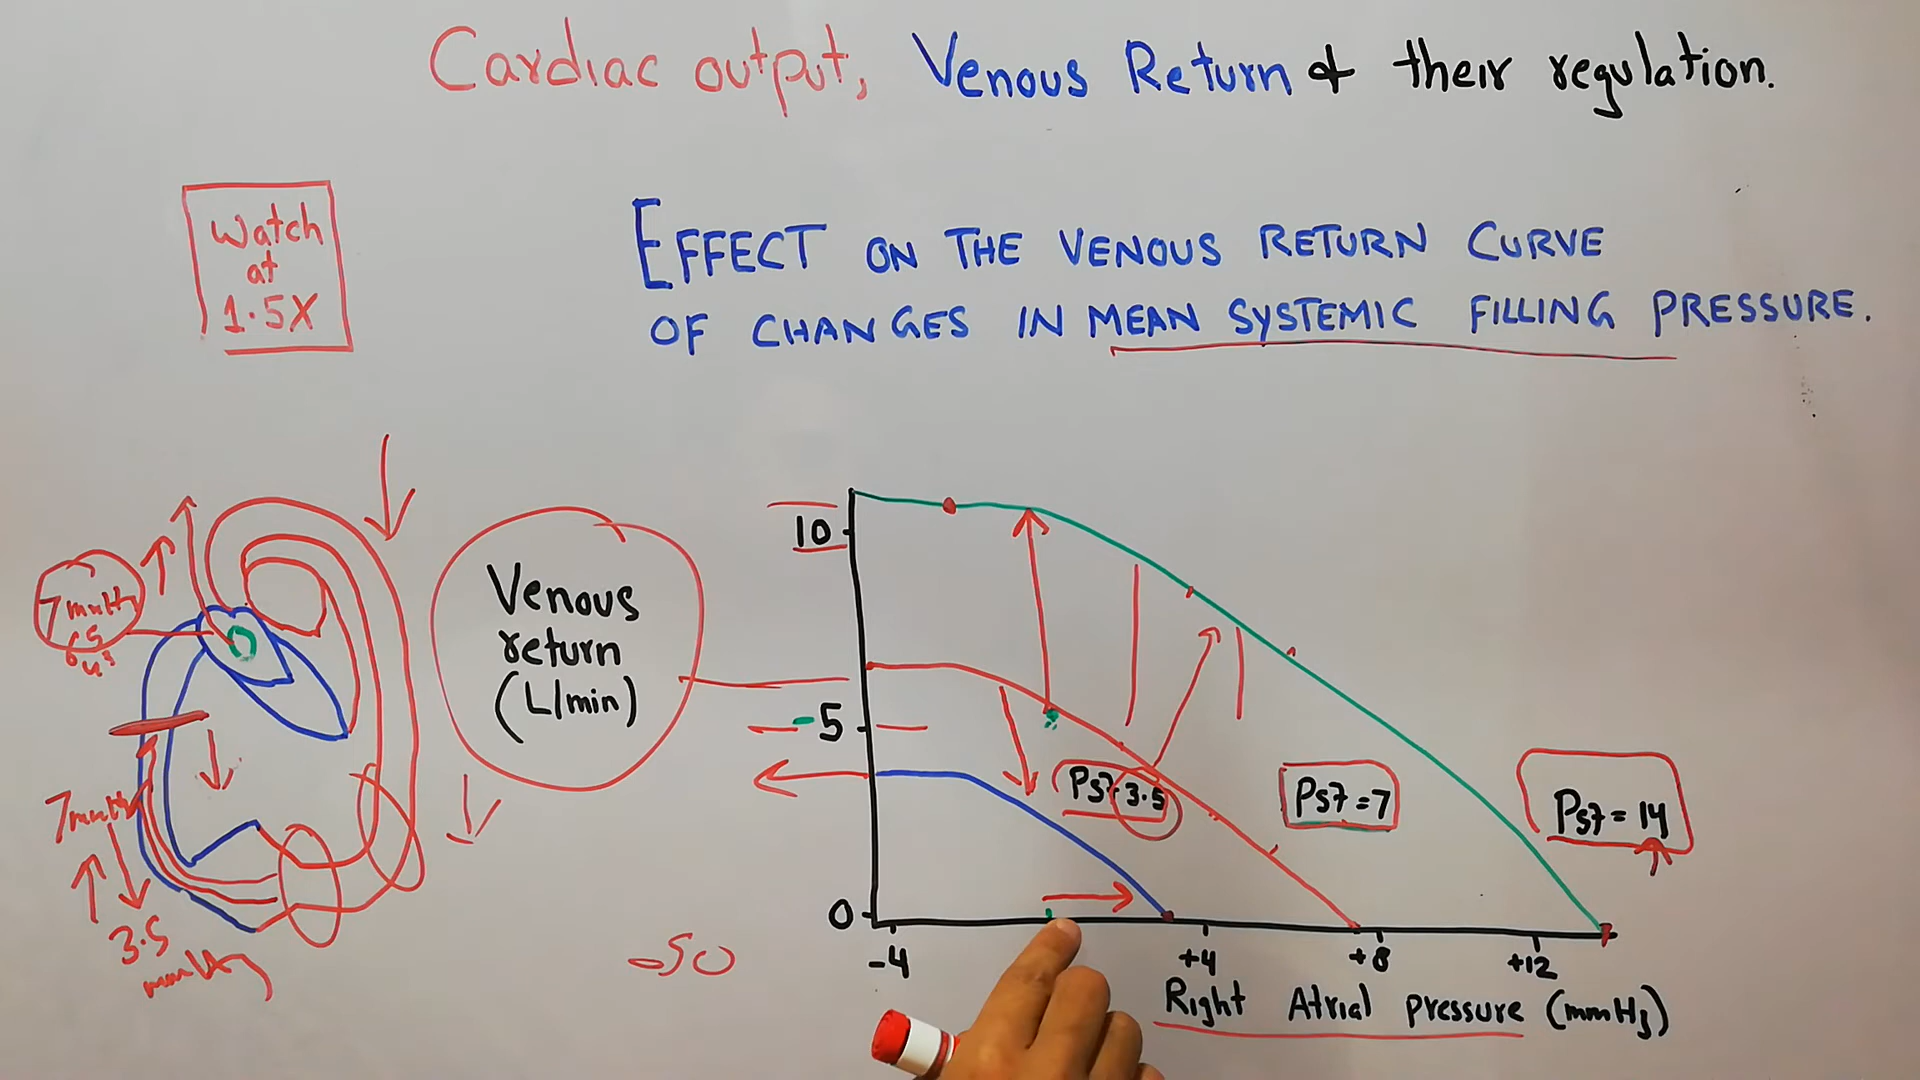 Cardiac output, Venous Return & their regulation.
Watch
at
1.5X
EFFECT ON THE VENOUS RETURN CURVE
OF CHANGES IN MEAN SYSTEMIC FILLING PRESSURE.
7mmHg
Venous
return
(L/min)
10
5
0
-4
+4
+8
+12
Psf = 3.5
Psf = 7
Psf = 14
Right Atrial pressure (mmHg)
7mmHg
3.5
mmHg
-50